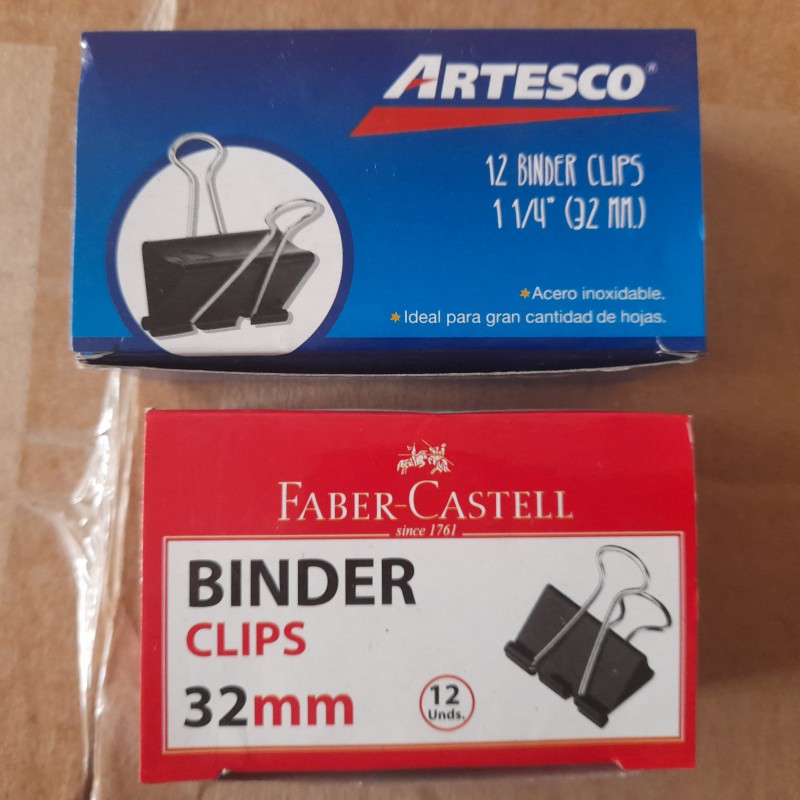 ARTESCO®
12 BINDER CLIPS
1 1/4" (32 MM.)
Acero inoxidable.
Ideal para gran cantidad de hojas.
FABER-CASTELL
since 1761
BINDER
CLIPS
32mm
12
Unds.